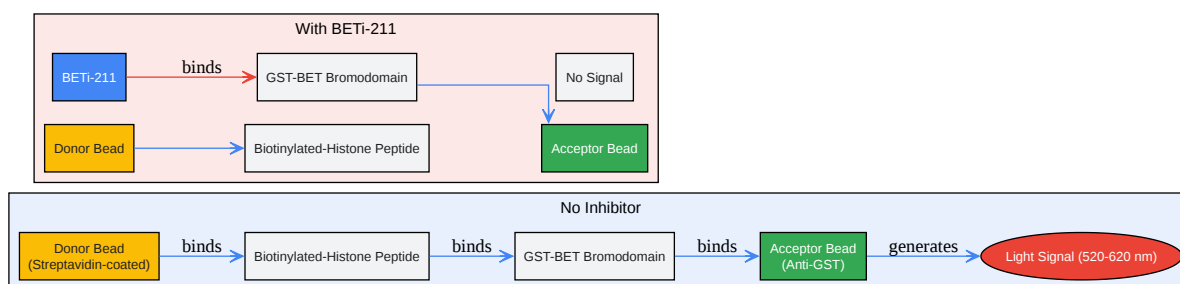 With BETi-211
BETi-211
binds
GST-BET Bromodomain
No Signal
Donor Bead
Biotinylated-Histone Peptide
Acceptor Bead
No Inhibitor
Donor Bead
(Streptavidin-coated)
binds
Biotinylated-Histone Peptide
binds
GST-BET Bromodomain
binds
Acceptor Bead
(Anti-GST)
generates
Light Signal (520-620 nm)